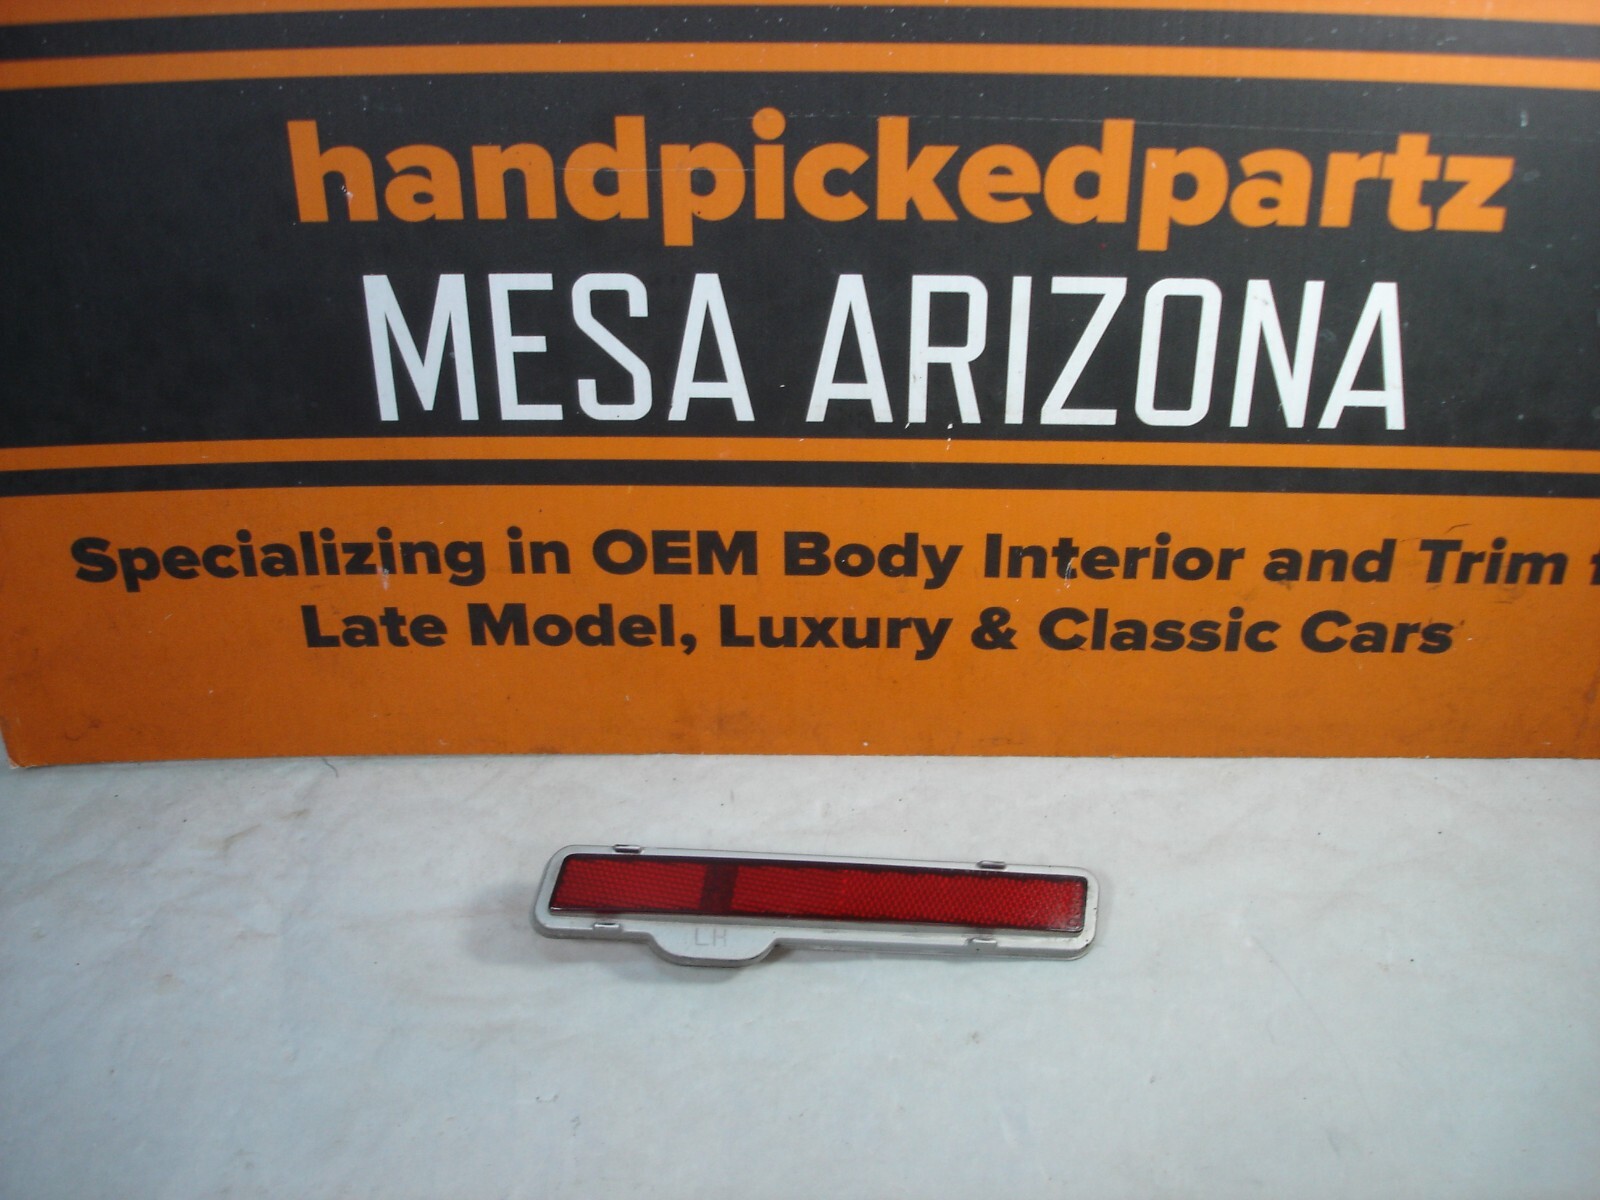 handpickedpartz
MESA ARIZONA
Specializing in OEM Body Interior and Trim
Late Model, Luxury & Classic Cars
LH